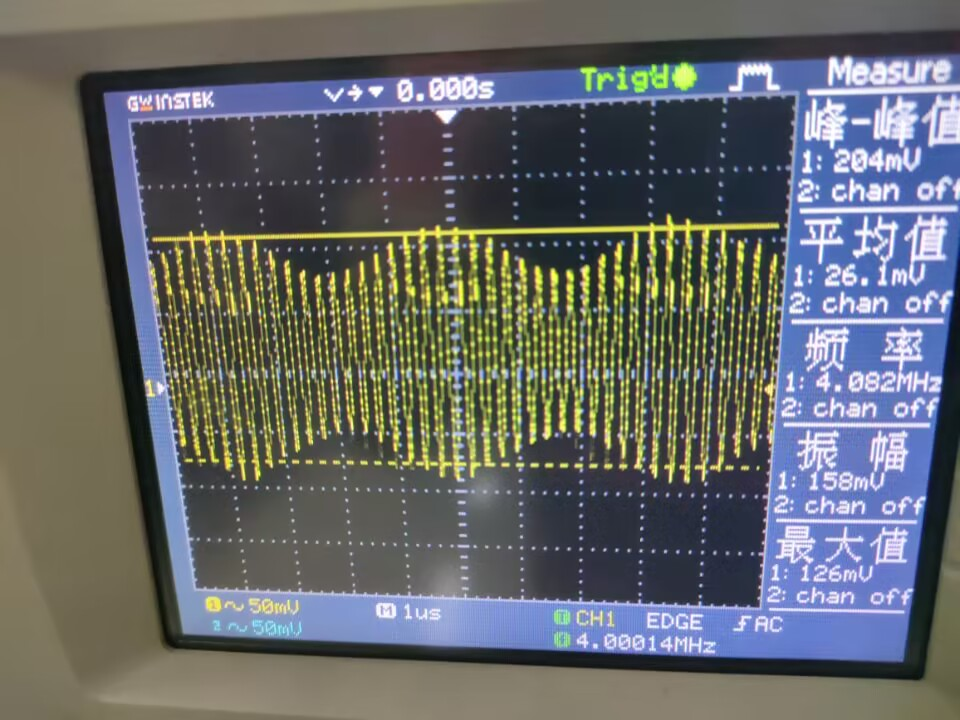 GWINSTEK 0.000s Trig'd Measure
峰-峰值
1: 204mV
2: chan off
平均值
1: 26.1mV
2: chan off
频 率
1: 4.082MHz
2: chan off
振 幅
1: 158mV
2: chan off
最大值
1: 126mV
2: chan off
1
1 ~ 50mV M 1us T CH1 EDGE AC
2 ~ 50mV 4.00014MHz